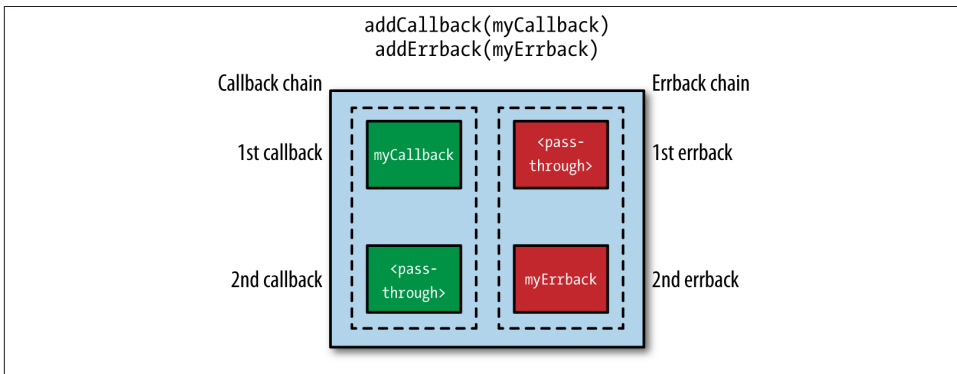 addCallback(myCallback)
addErrback(myErrback)
Callback chain
Errback chain
1st callback
myCallback
<pass-
through>
1st errback
2nd callback
<pass-
through>
myErrback
2nd errback